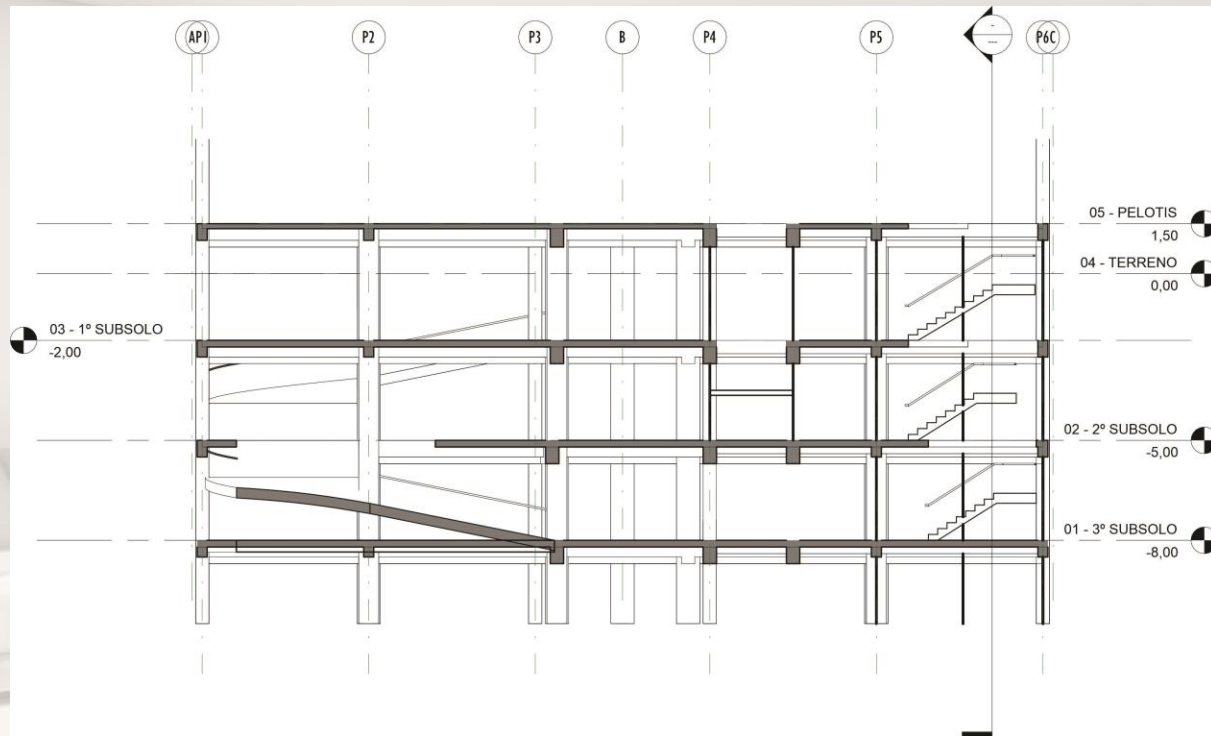 AP1
P2
P3
B
P4
P5
P6C
05 - PELOTIS
1,50
04 - TERRENO
0,00
03 - 1º SUBSOLO
-2,00
02 - 2º SUBSOLO
-5,00
01 - 3º SUBSOLO
-8,00